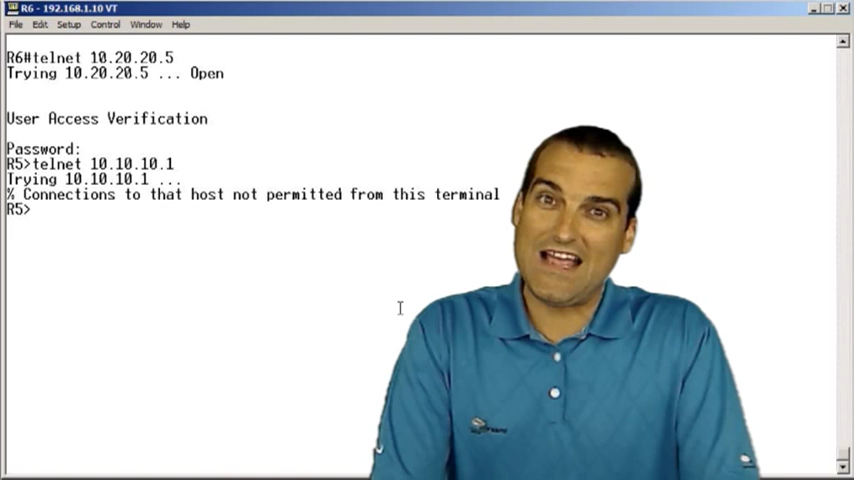 R6 - 192.168.1.10 VT
File Edit Setup Control Window Help
R6#telnet 10.20.20.5
Trying 10.20.20.5 ... Open
User Access Verification
Password:
R5>telnet 10.10.10.1
Trying 10.10.10.1 ...
% Connections to that host not permitted from this terminal
R5>